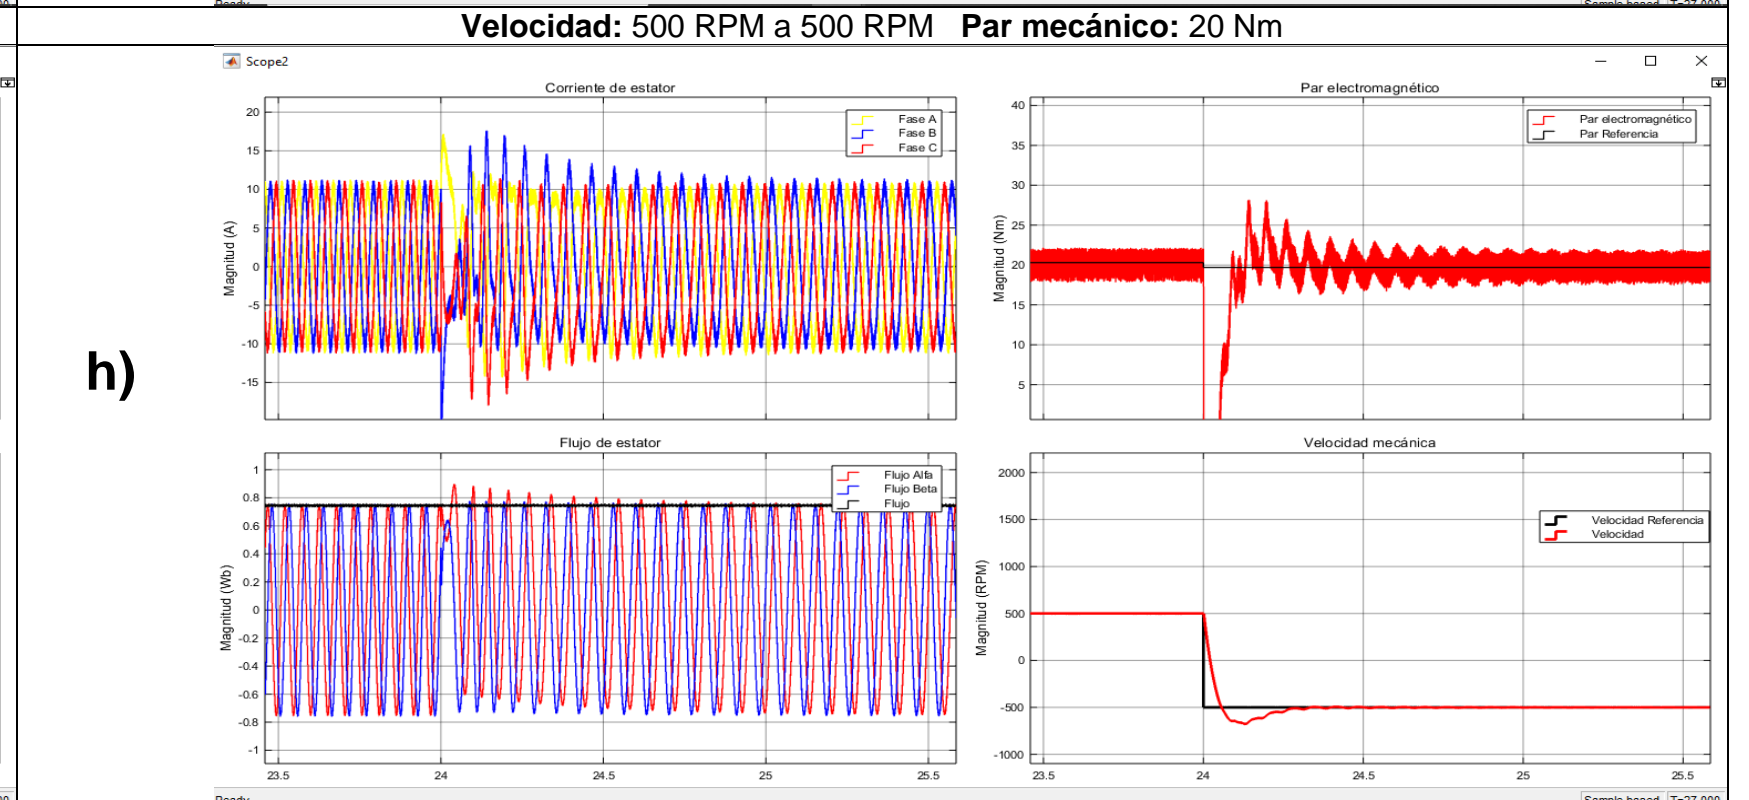 Velocidad: 500 RPM a 500 RPM Par mecánico: 20 Nm
h)
Scope2
Corriente de estator
20
15
10
5
0
-5
-10
-15
Magnitud (A)
Fase A
Fase B
Fase C
Par electromagnético
40
35
30
25
20
15
10
5
Magnitud (Nm)
Par electromagnético
Par Referencia
Flujo de estator
1
0.8
0.6
0.4
0.2
0
-0.2
-0.4
-0.6
-0.8
-1
Magnitud (Wb)
Flujo Alfa
Flujo Beta
Flujo
23.5 24 24.5 25 25.5
Velocidad mecánica
2000
1500
1000
500
0
-500
-1000
Magnitud (RPM)
Velocidad Referencia
Velocidad
23.5 24 24.5 25 25.5